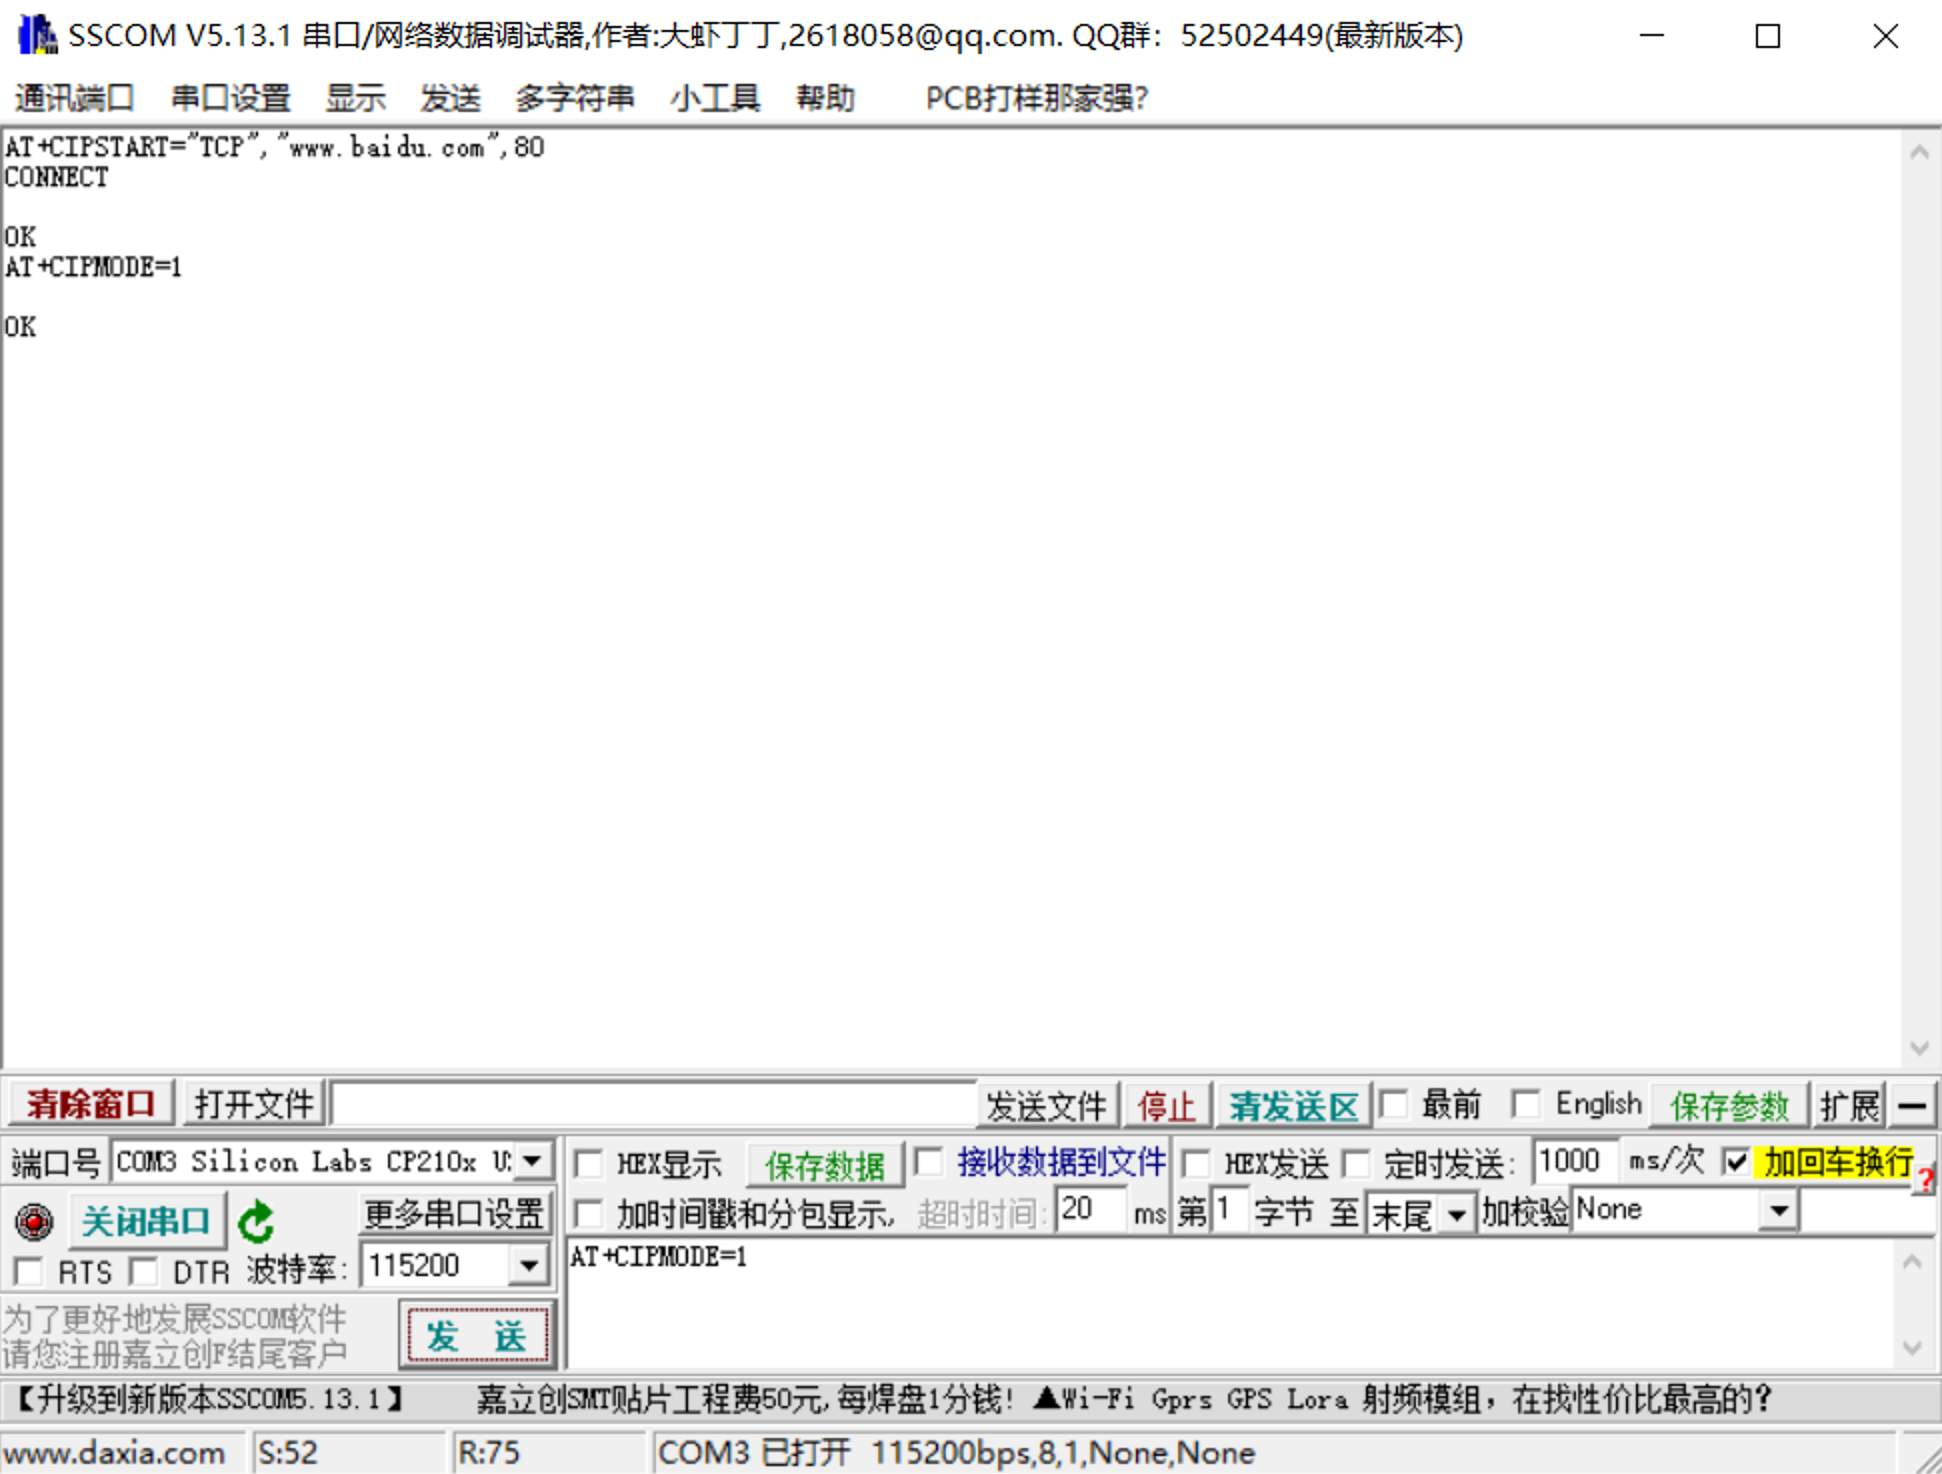 SSCOM V5.13.1 串口/网络数据调试器,作者:大虾丁丁,2618058@qq.com. QQ群：52502449(最新版本)
通讯端口 串口设置 显示 发送 多字符串 小工具 帮助 PCB打样那家强?
AT+CIPSTART="TCP","www.baidu.com",80
CONNECT
OK
AT+CIPMODE=1
OK
清除窗口 打开文件 发送文件 停止 清发送区 最前 English 保存参数 扩展 —
端口号 COM3 Silicon Labs CP210x HEX显示 保存数据 接收数据到文件 HEX发送 定时发送: 1000 ms/次 加回车换行 ?
关闭串口 更多串口设置 加时间戳和分包显示, 超时时间: 20 ms 第1 字节 至 末尾 加校验 None
RTS DTR 波特率: 115200
AT+CIPMODE=1
为了更好地发展SSCOM软件
请您注册嘉立创F结尾客户
发 送
【升级到新版本SSCOM5.13.1】 嘉立创SMT贴片工程费50元,每焊盘1分钱! ▲Wi-Fi Gprs GPS Lora 射频模组，在找性价比最高的?
www.daxia.com S:52 R:75 COM3 已打开 115200bps,8,1,None,None